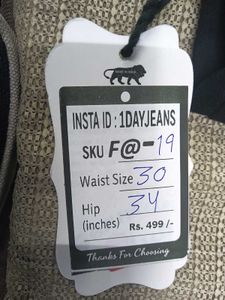 INSTA ID : 1DAYJEANS
SKU F@-19
Waist Size 30
Hip 34
(inches) Rs. 499 /-
Thanks For Choosing